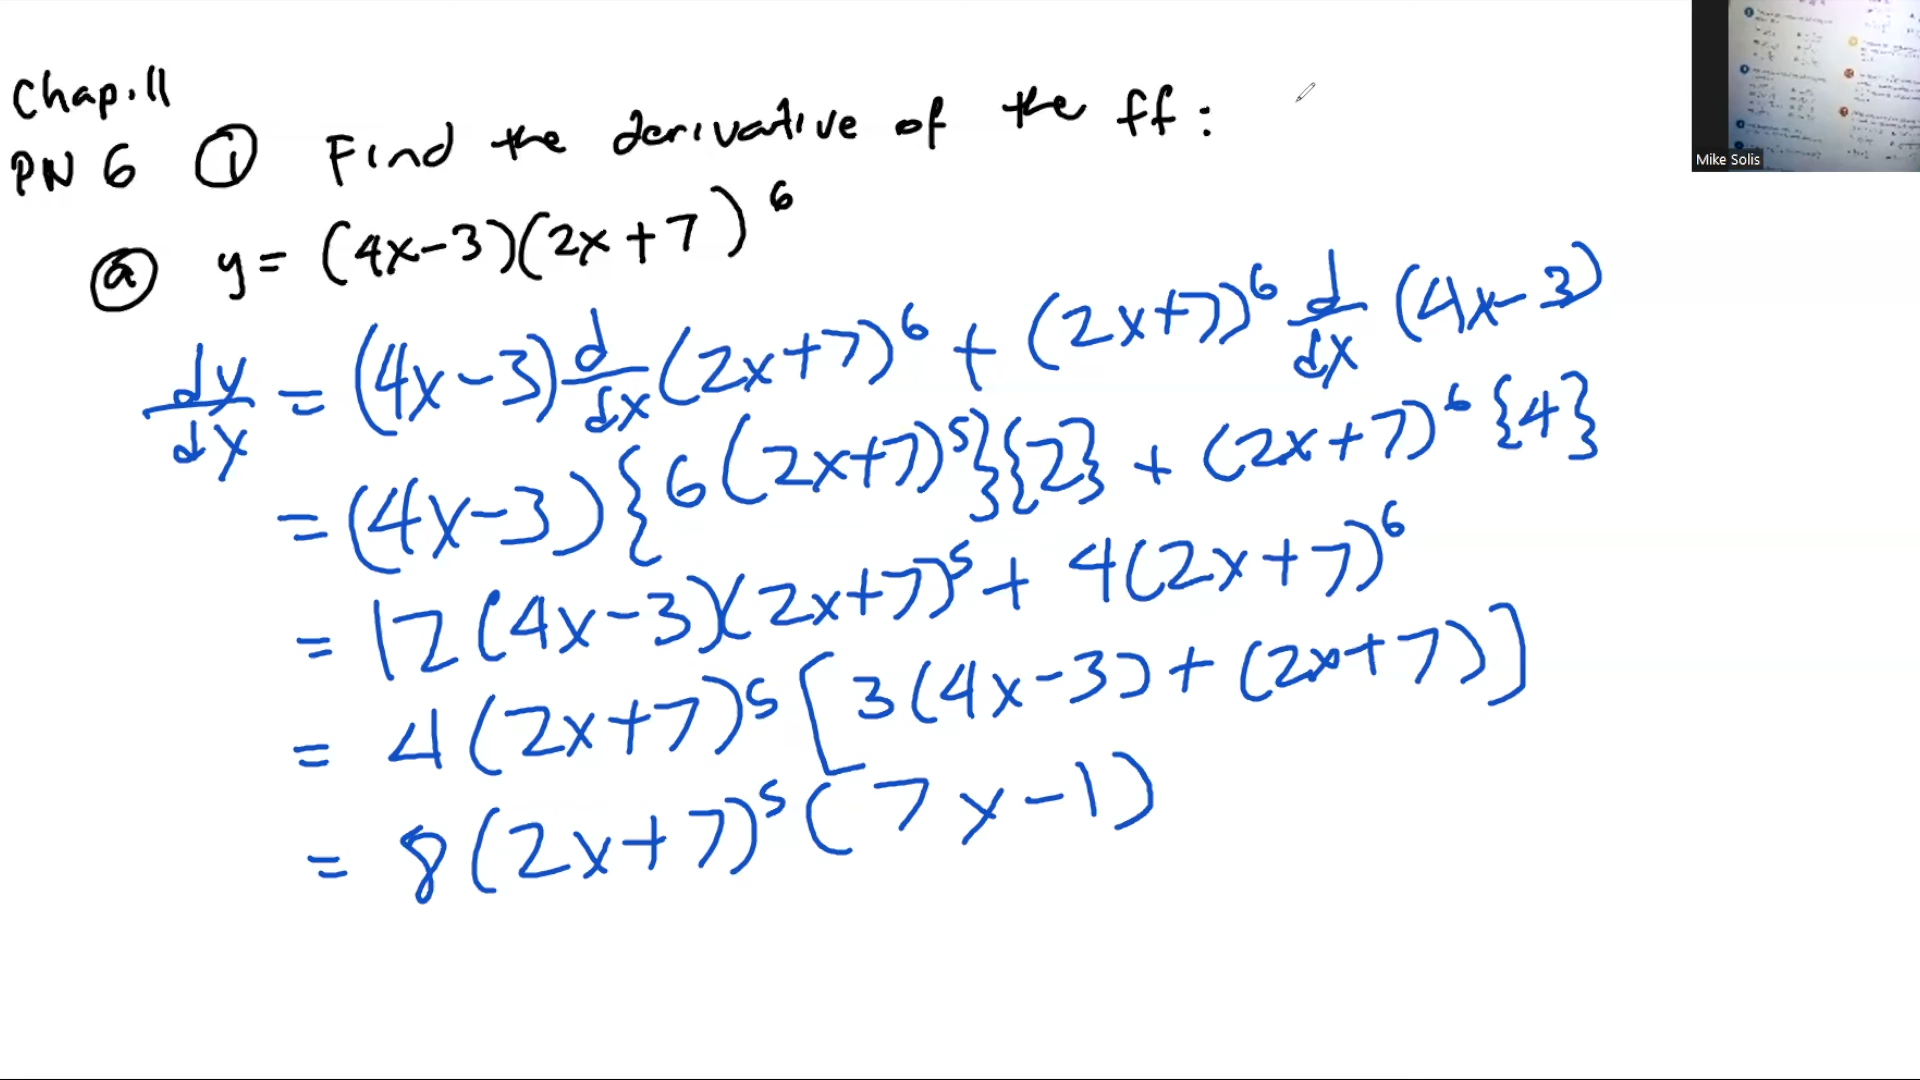 Chap. 11
PN 6 ① Find the derivative of the ff:
ⓐ y = (4x-3)(2x+7)^6
dy/dx = (4x-3) d/dx (2x+7)^6 + (2x+7)^6 d/dx (4x-3)
= (4x-3){6(2x+7)^5}{2} + (2x+7)^6 {4}
= 12(4x-3)(2x+7)^5 + 4(2x+7)^6
= 4(2x+7)^5 [3(4x-3) + (2x+7)]
= 8(2x+7)^5 (7x-1)
Mike Solis